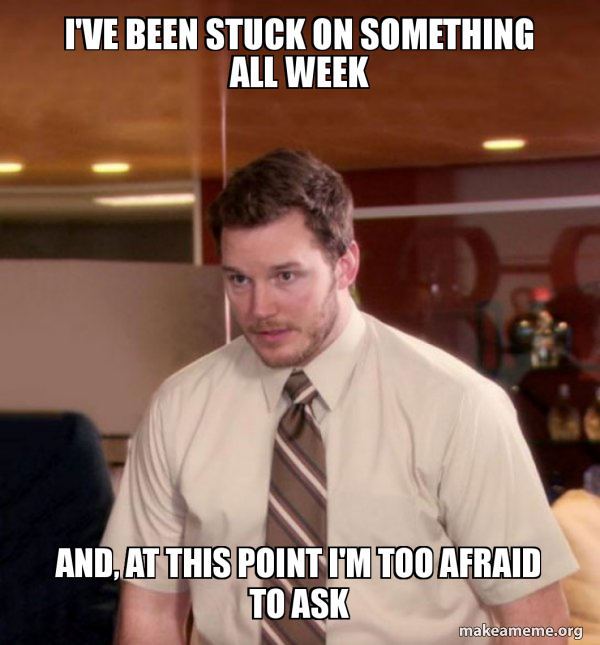 I'VE BEEN STUCK ON SOMETHING
ALL WEEK
AND, AT THIS POINT I'M TOO AFRAID
TO ASK
makeameme.org